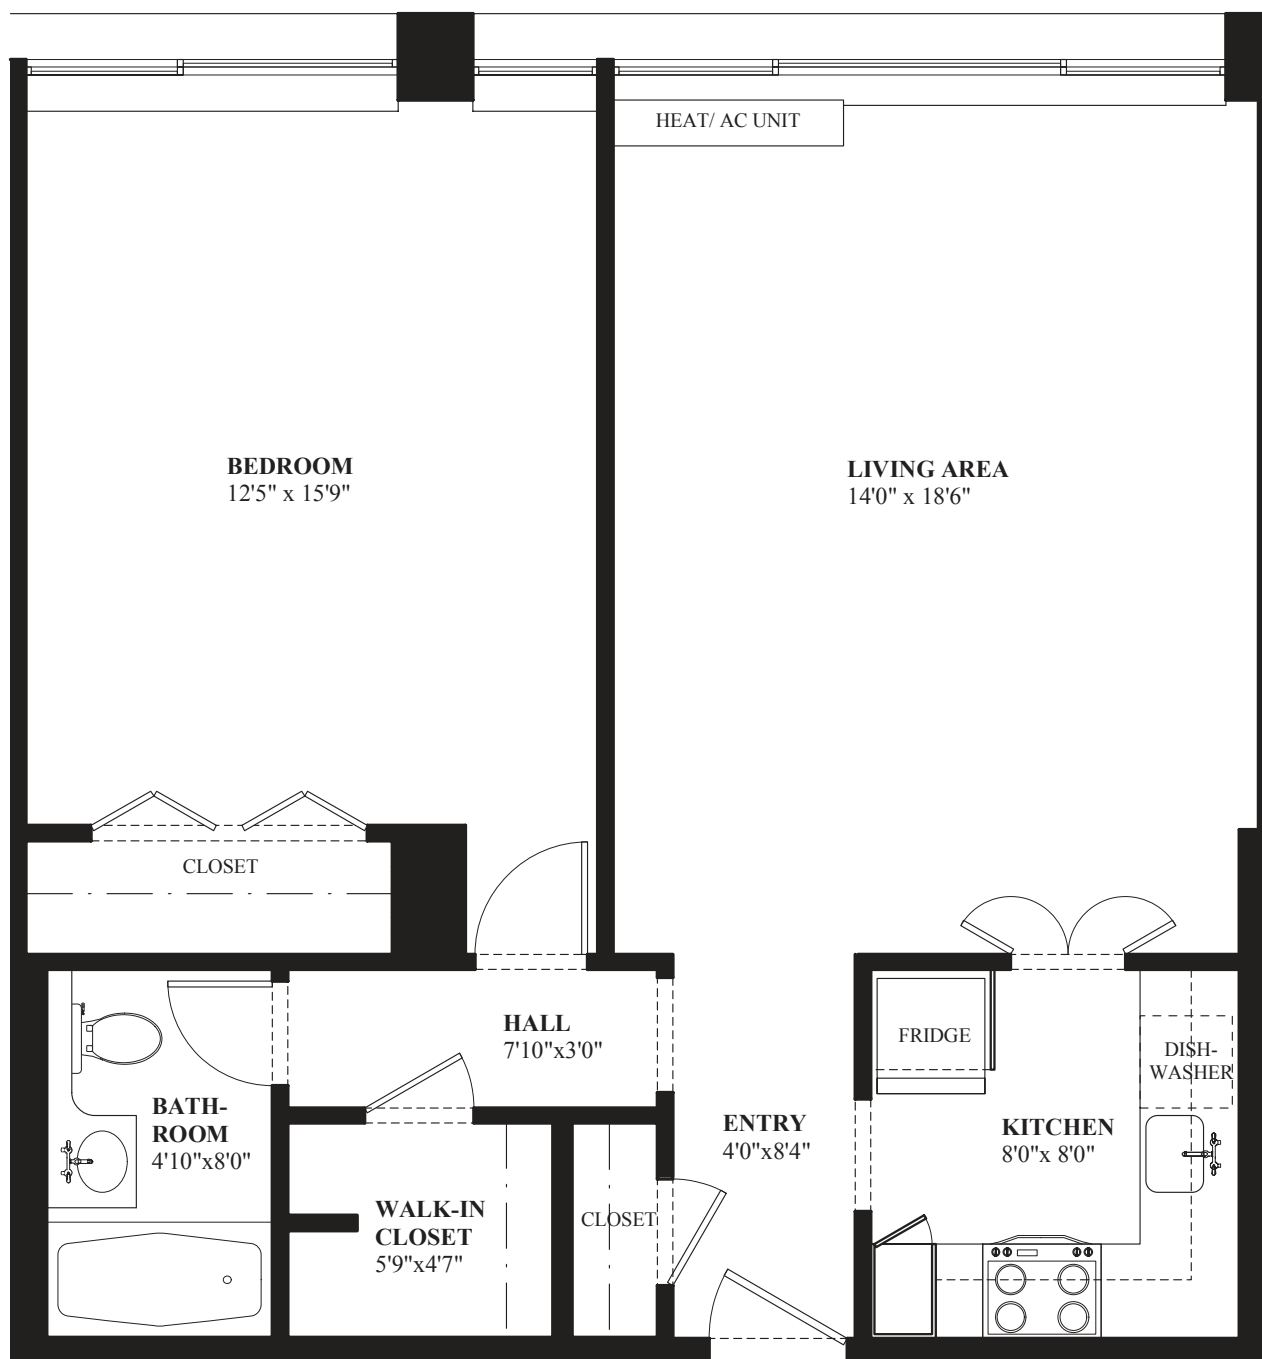 HEAT/ AC UNIT
BEDROOM
12'5" x 15'9"
LIVING AREA
14'0" x 18'6"
CLOSET
HALL
7'10"x3'0"
FRIDGE
DISH-
WASHER
BATH-
ROOM
4'10"x8'0"
ENTRY
4'0"x8'4"
KITCHEN
8'0"x 8'0"
WALK-IN
CLOSET
5'9"x4'7"
CLOSET